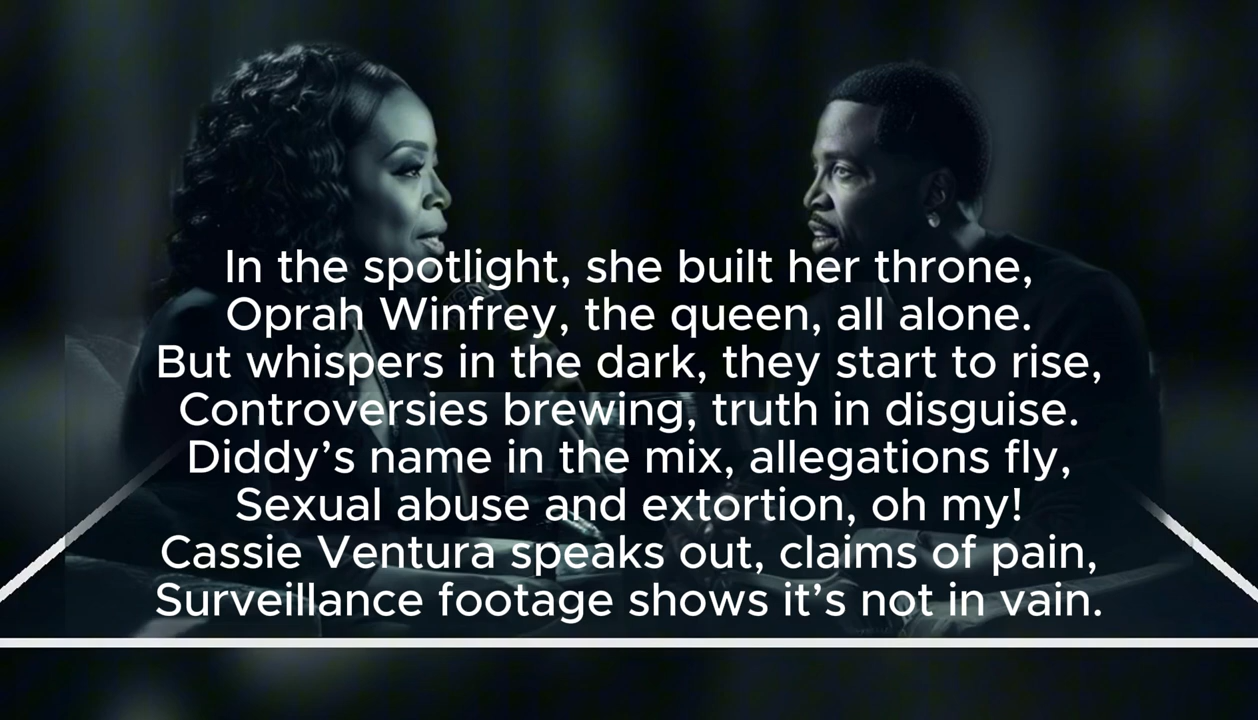 In the spotlight, she built her throne,
Oprah Winfrey, the queen, all alone.
But whispers in the dark, they start to rise,
Controversies brewing, truth in disguise.
Diddy’s name in the mix, allegations fly,
Sexual abuse and extortion, oh my!
Cassie Ventura speaks out, claims of pain,
Surveillance footage shows it’s not in vain.